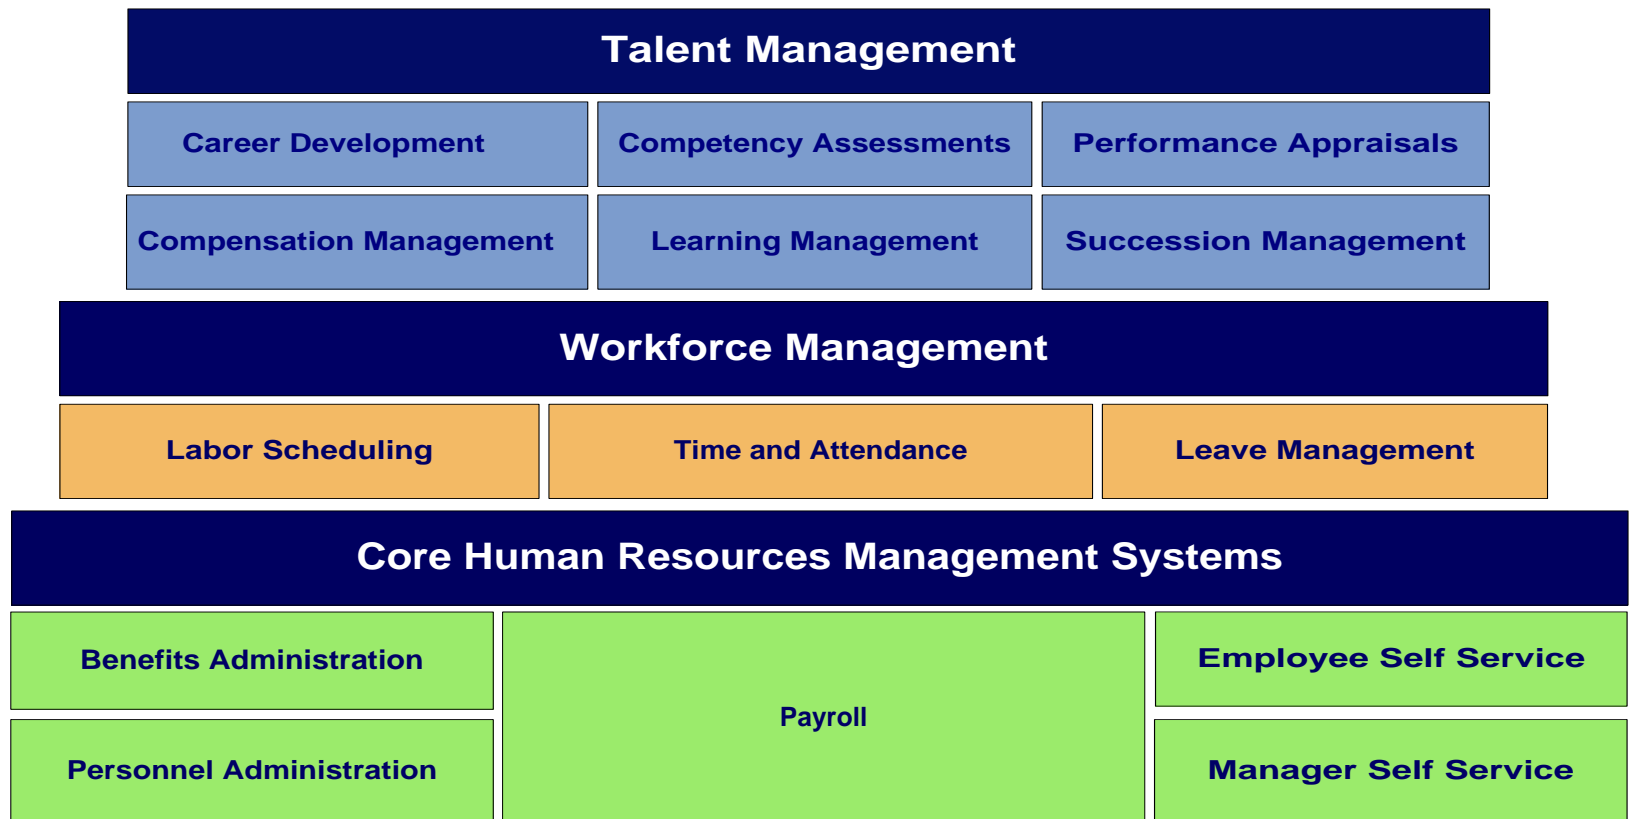 Talent Management
Career Development
Competency Assessments
Performance Appraisals
Compensation Management
Learning Management
Succession Management
Workforce Management
Labor Scheduling
Time and Attendance
Leave Management
Core Human Resources Management Systems
Benefits Administration
Employee Self Service
Payroll
Personnel Administration
Manager Self Service